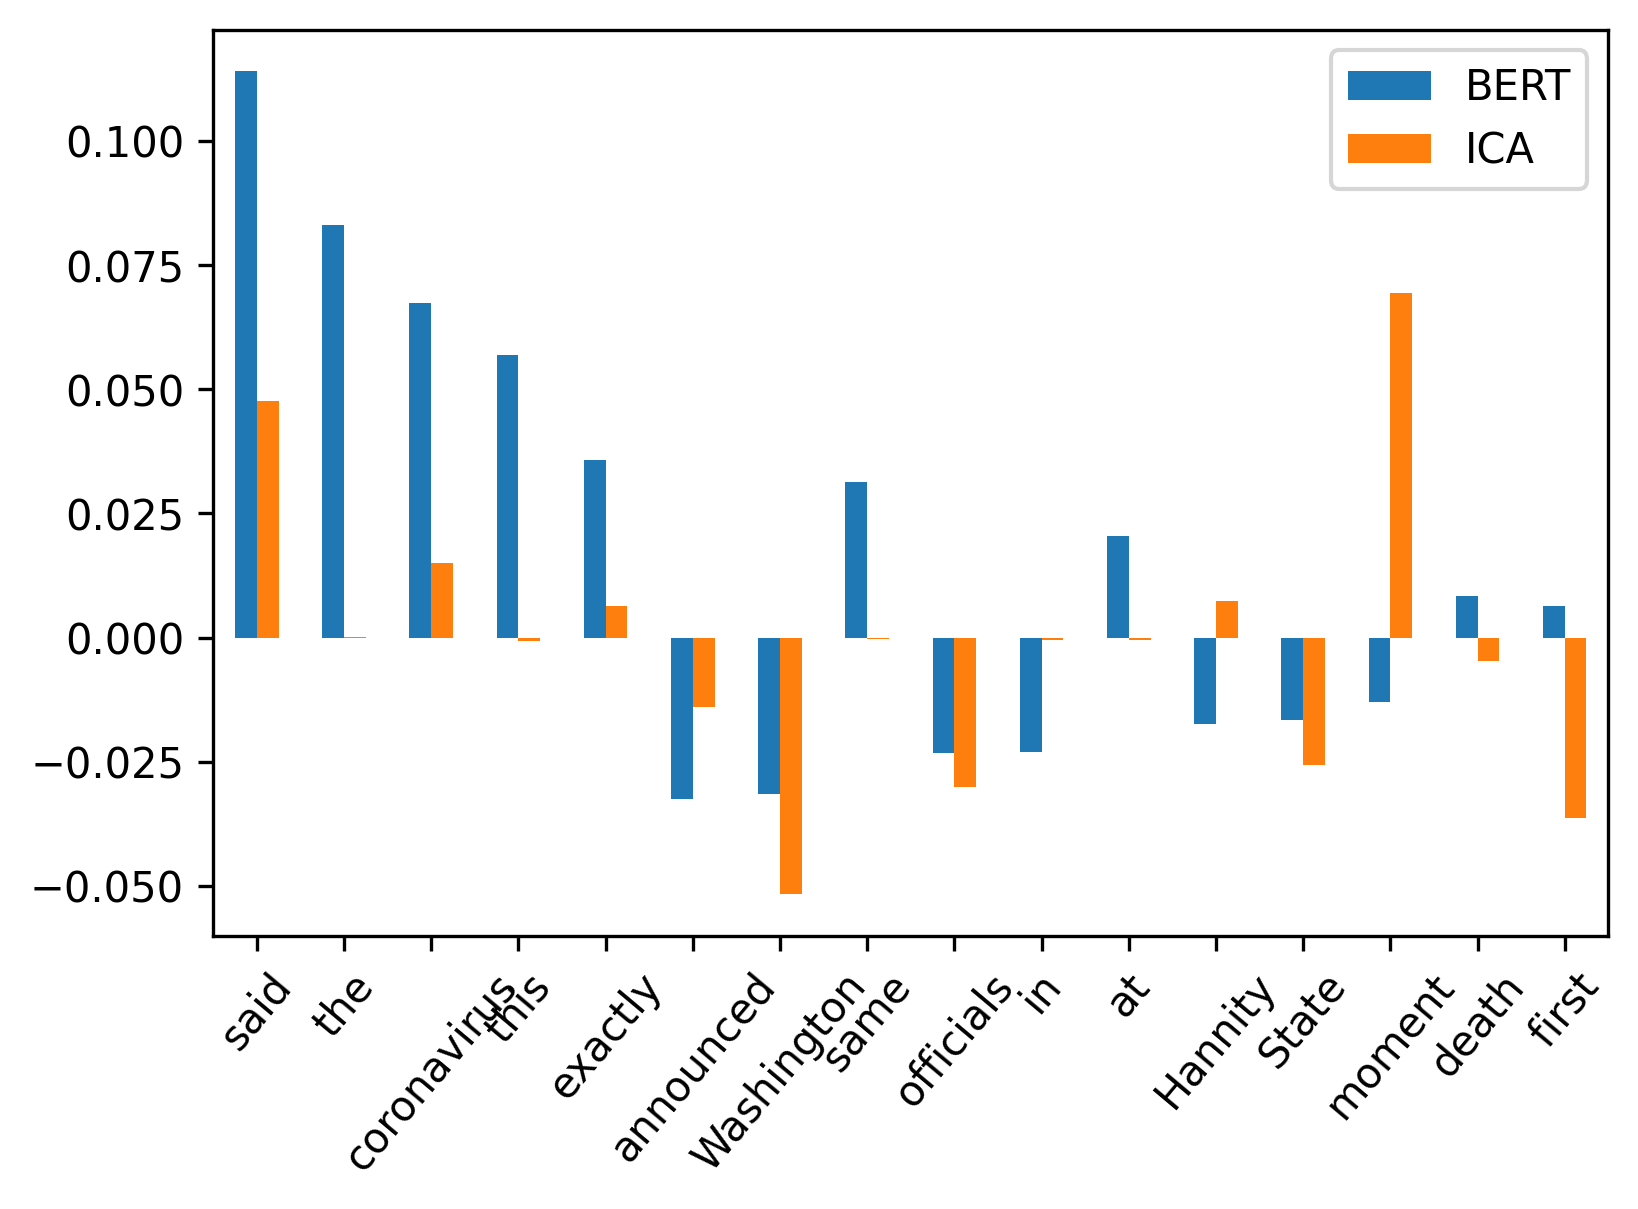 BERT
ICA
0.100
0.075
0.050
0.025
0.000
−0.025
−0.050
said
the
coronavirus
this
exactly
announced
Washington
same
officials
in
at
Hannity
State
moment
death
first